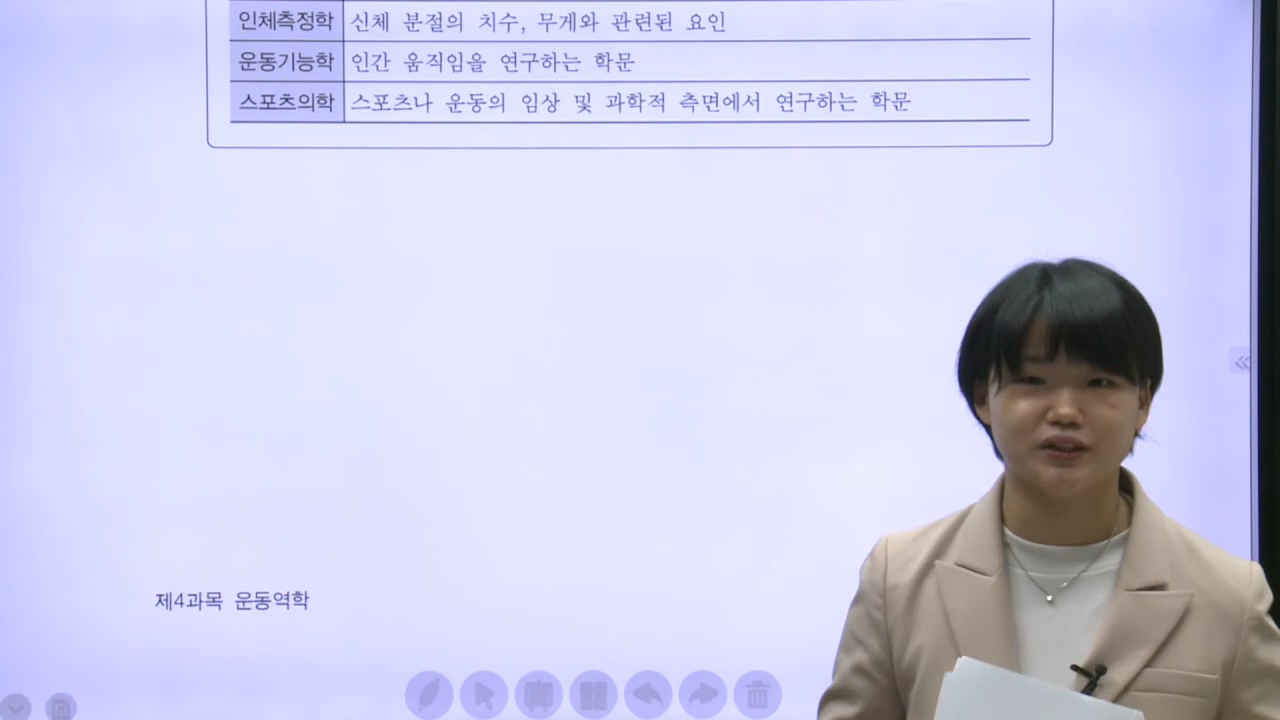 인체측정학 신체 분절의 치수, 무게와 관련된 요인
운동기능학 인간 움직임을 연구하는 학문
스포츠의학 스포츠나 운동의 임상 및 과학적 측면에서 연구하는 학문
제4과목 운동역학